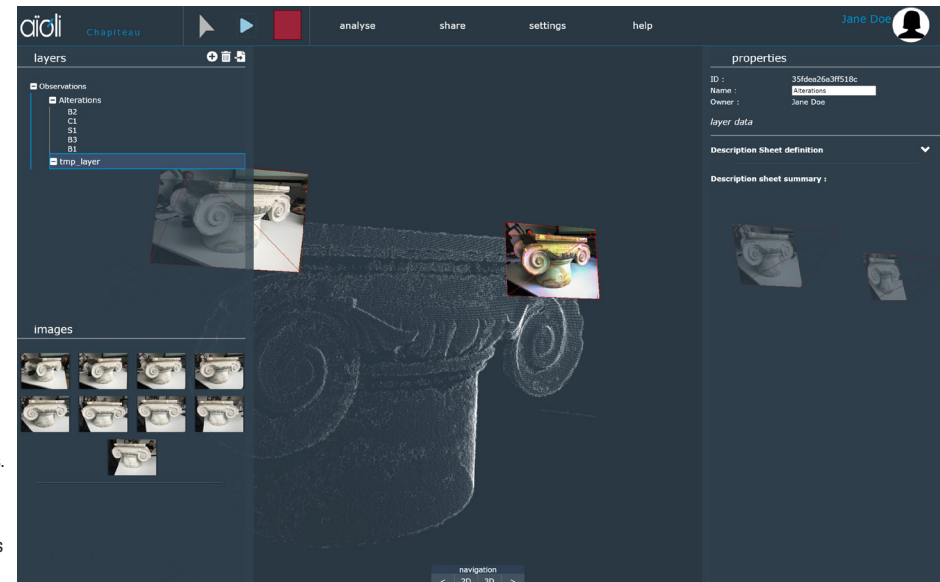 aïoli
Chapiteau
analyse
share
settings
help
Jane Doe
layers
Observations
Alterations
B2
C1
S1
B3
B1
tmp_layer
images
properties
ID : 35fdea26a3ff518c
Name : Alterations
Owner : Jane Doe
layer data
Description Sheet definition
Description sheet summary :
navigation
< 2D 3D >